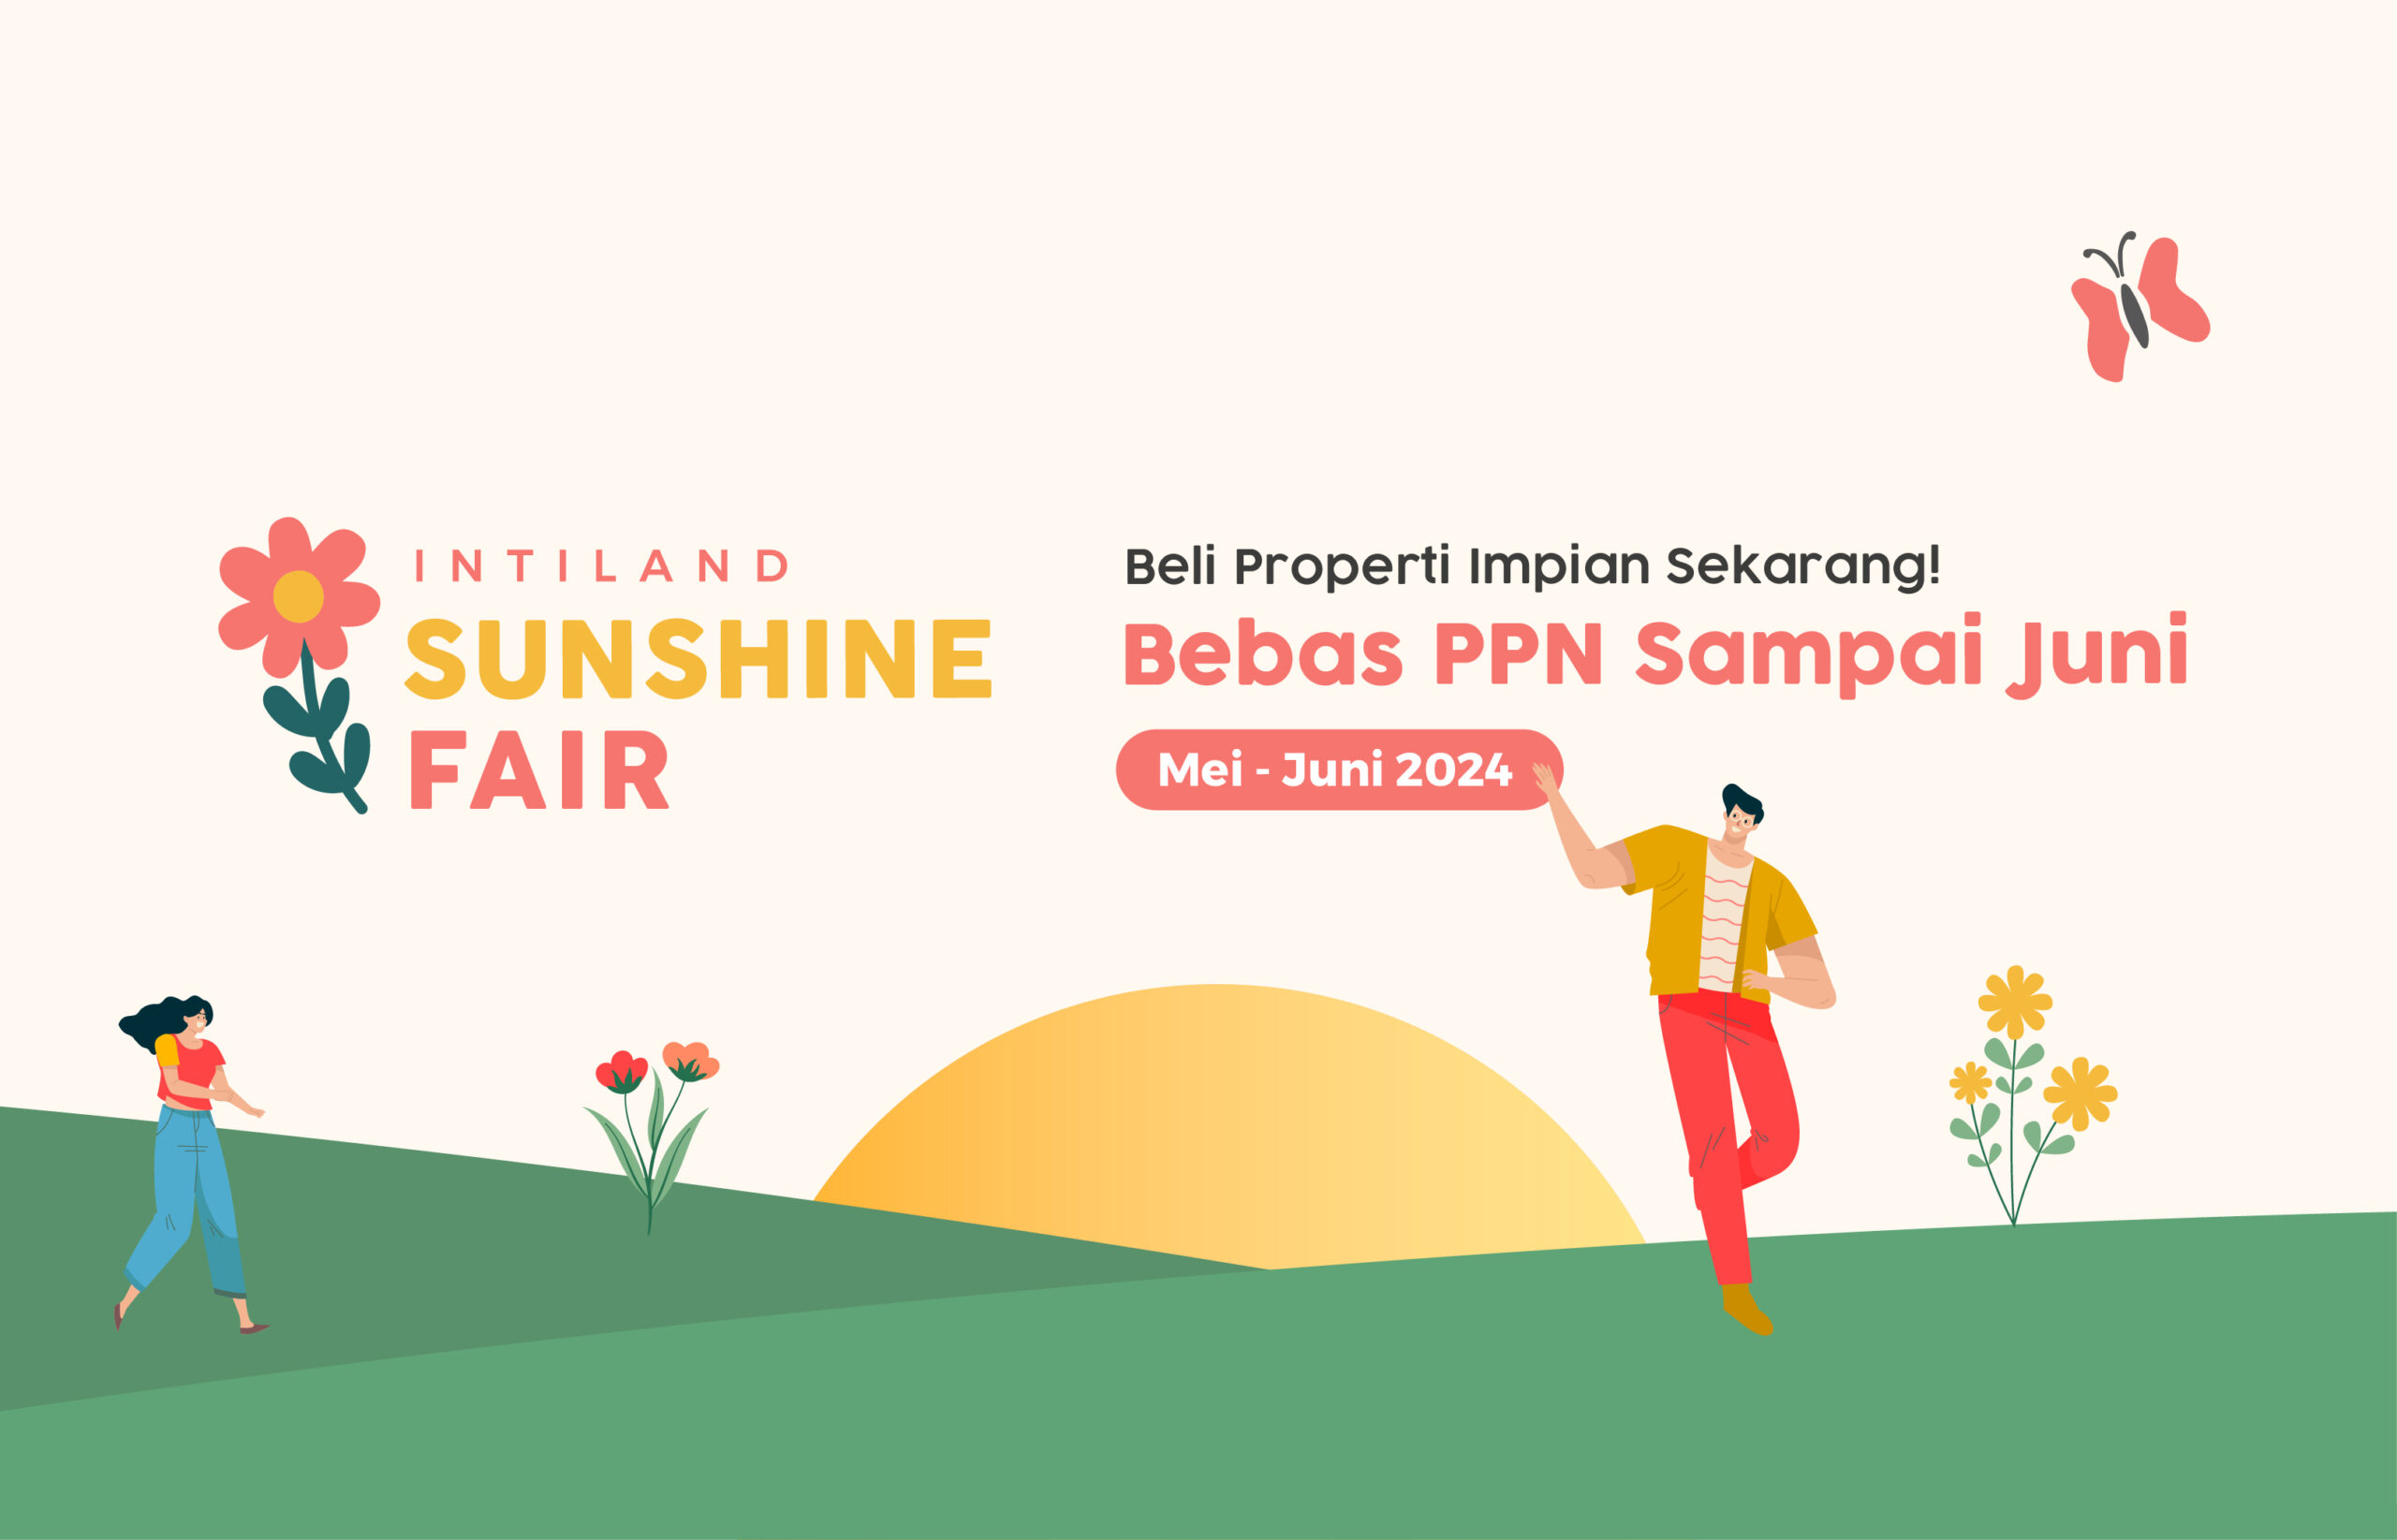 INTILAND
SUNSHINE
FAIR
Beli Properti Impian Sekarang!
Bebas PPN Sampai Juni
Mei - Juni 2024